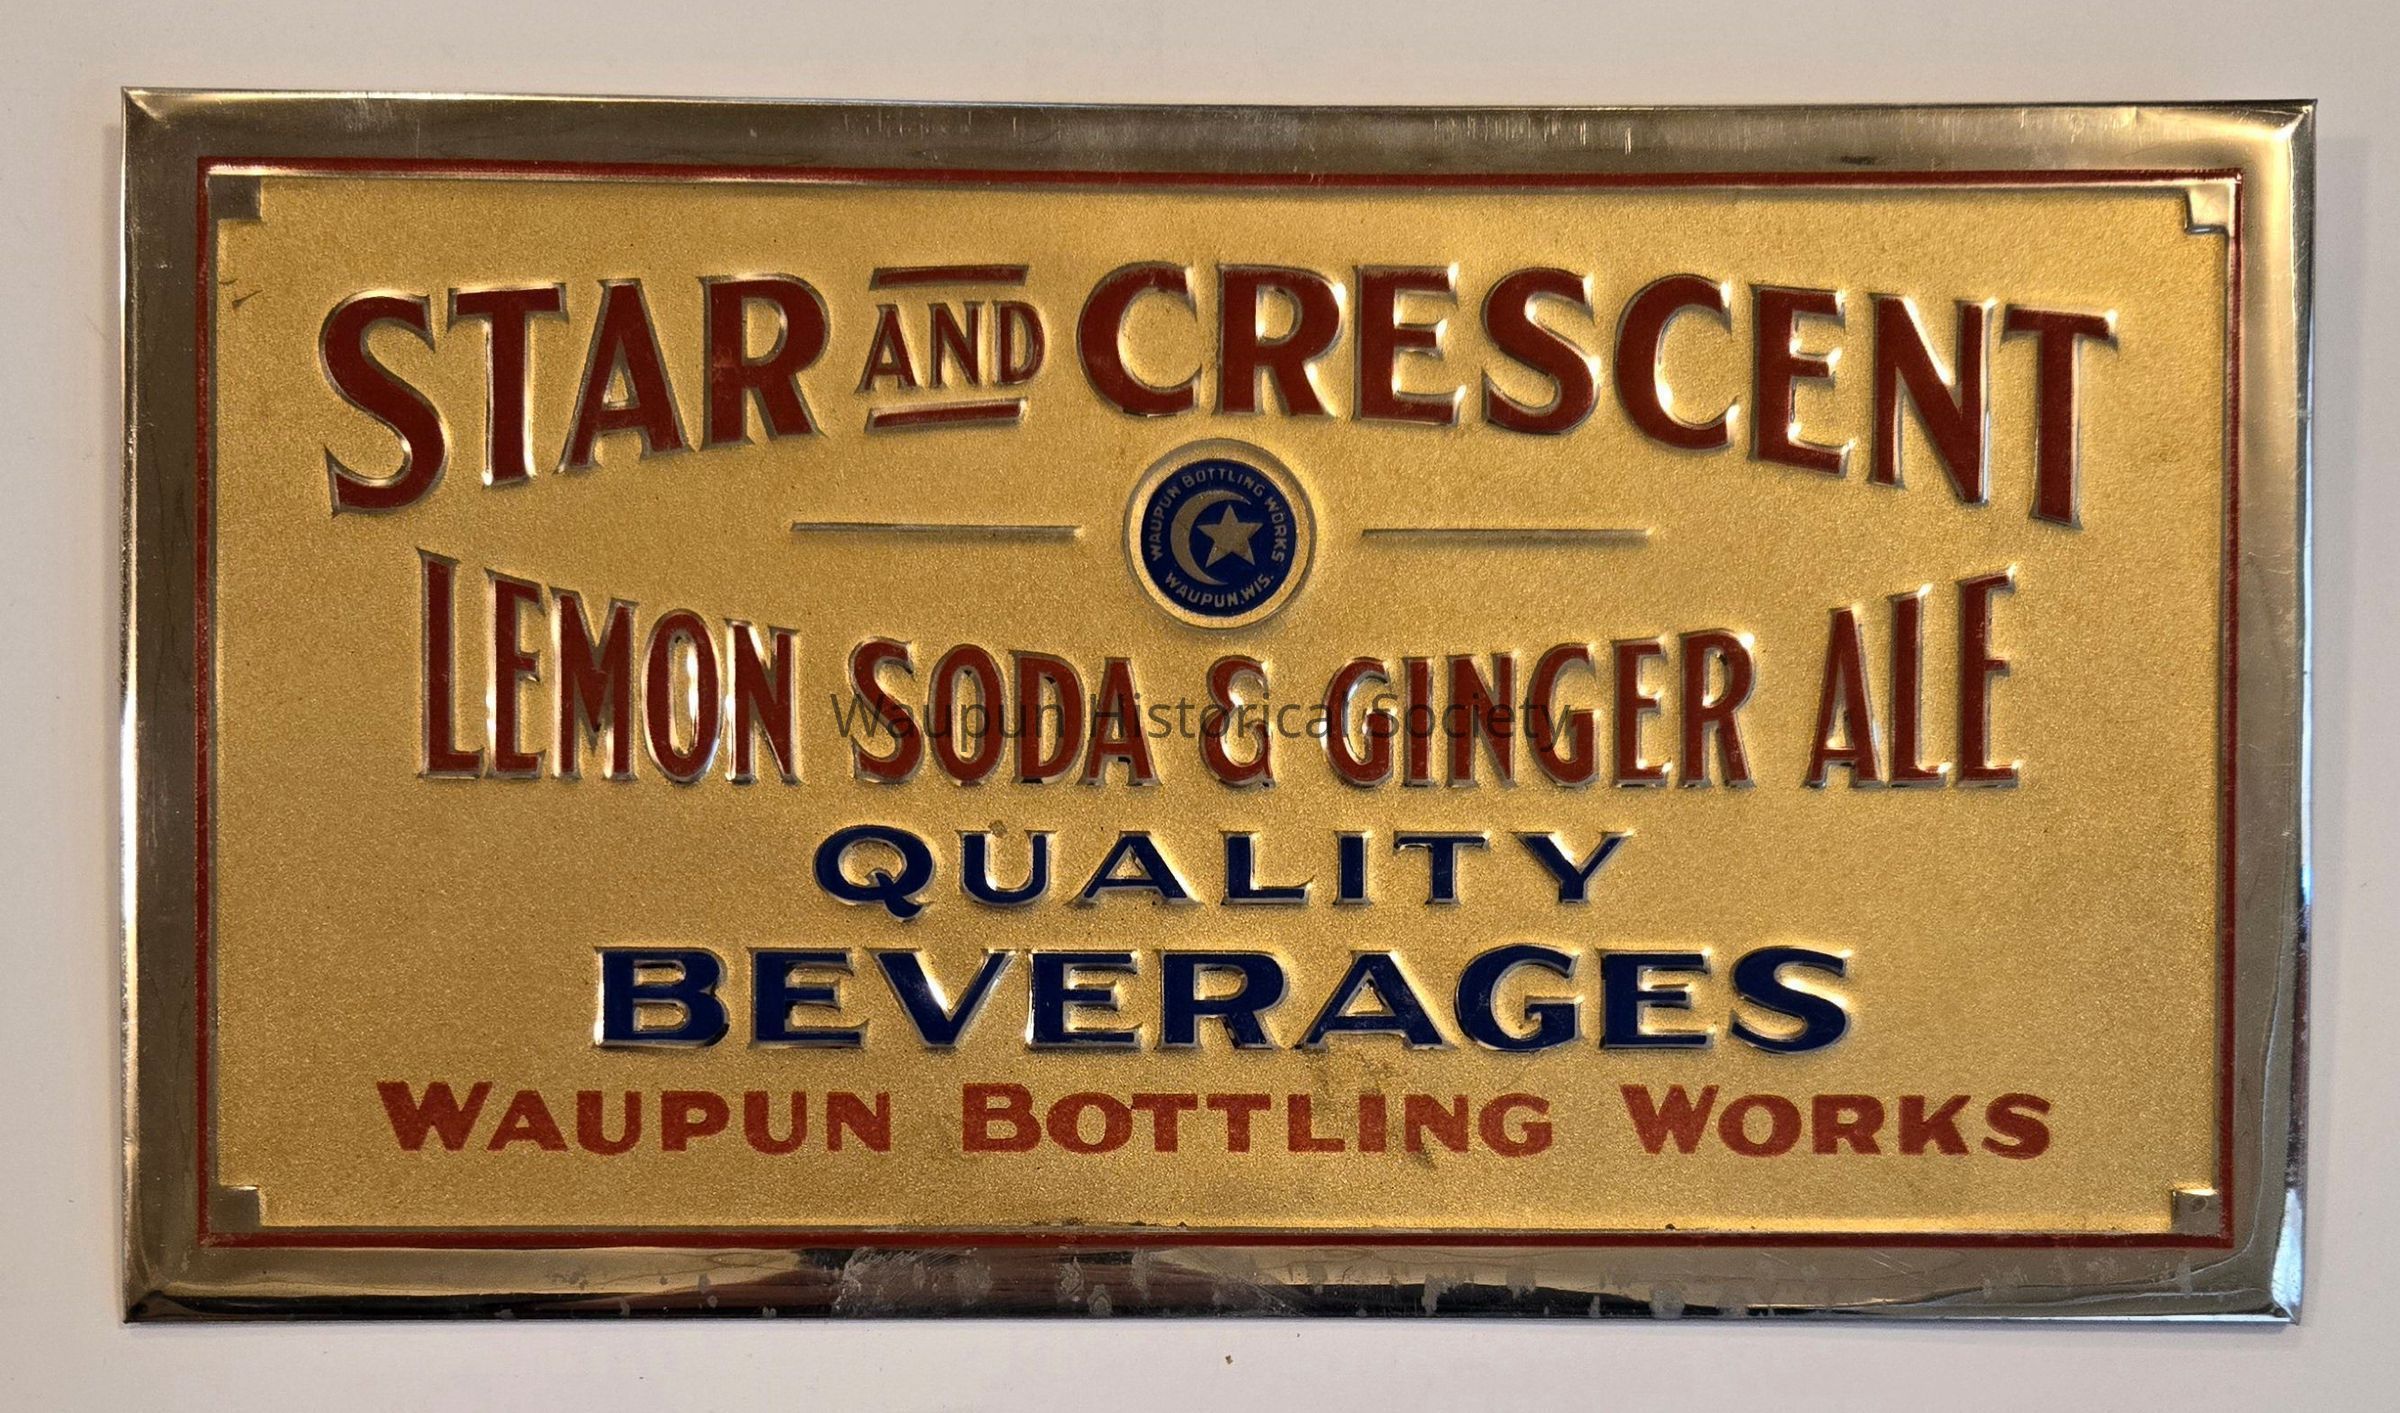 STAR AND CRESCENT
WAUPUN BOTTLING WORKS
WAUPUN.WIS.
LEMON SODA & GINGER ALE
Waupun Historical Society
QUALITY
BEVERAGES
WAUPUN BOTTLING WORKS